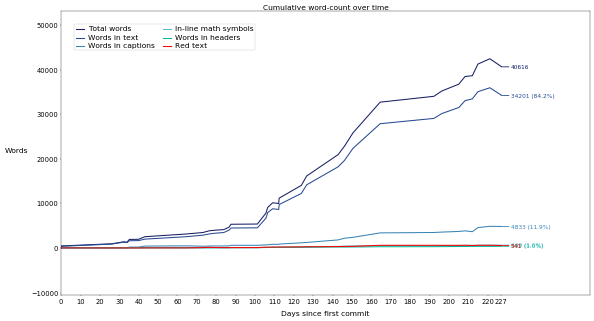 Cumulative word-count over time
Total words
Words in text
Words in captions
In-line math symbols
Words in headers
Red text
Words
50000
40000
30000
20000
10000
0
−10000
40616
34201 (84.2%)
4833 (11.9%)
(1.0%)
0 10 20 30 40 50 60 70 80 90 100 110 120 130 140 150 160 170 180 190 200 210 220 227
Days since first commit